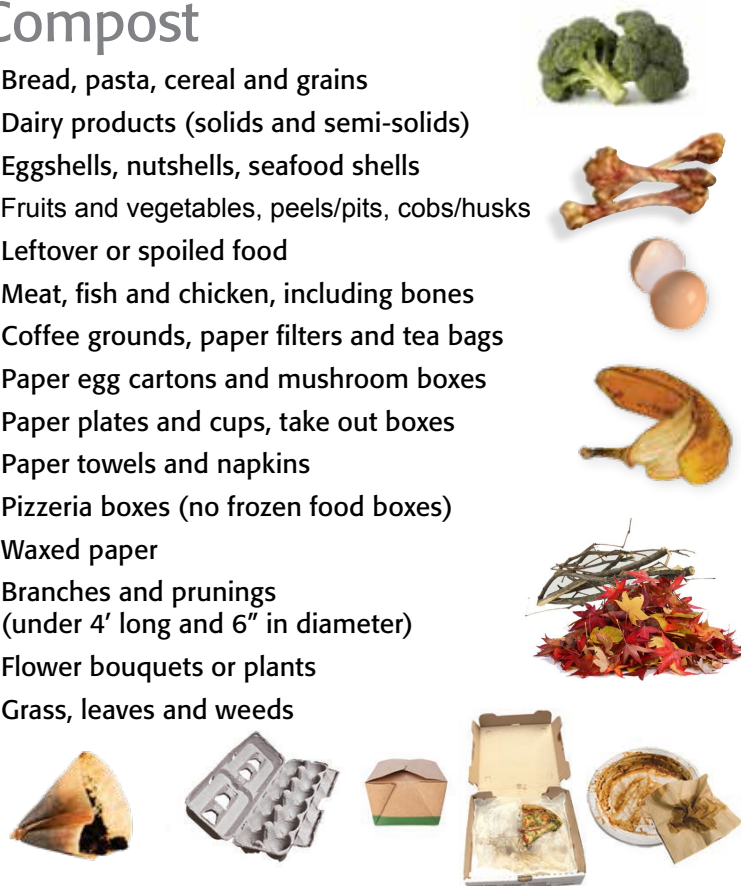 Compost
Bread, pasta, cereal and grains
Dairy products (solids and semi-solids)
Eggshells, nutshells, seafood shells
Fruits and vegetables, peels/pits, cobs/husks
Leftover or spoiled food
Meat, fish and chicken, including bones
Coffee grounds, paper filters and tea bags
Paper egg cartons and mushroom boxes
Paper plates and cups, take out boxes
Paper towels and napkins
Pizzeria boxes (no frozen food boxes)
Waxed paper
Branches and prunings
(under 4’ long and 6” in diameter)
Flower bouquets or plants
Grass, leaves and weeds